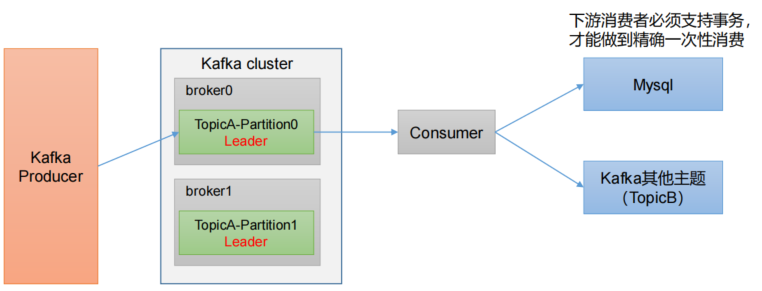 下游消费者必须支持事务，
才能做到精确一次性消费
Kafka cluster
broker0
TopicA-Partition0
Leader
broker1
TopicA-Partition1
Leader
Kafka
Producer
Consumer
Mysql
Kafka其他主题
（TopicB）